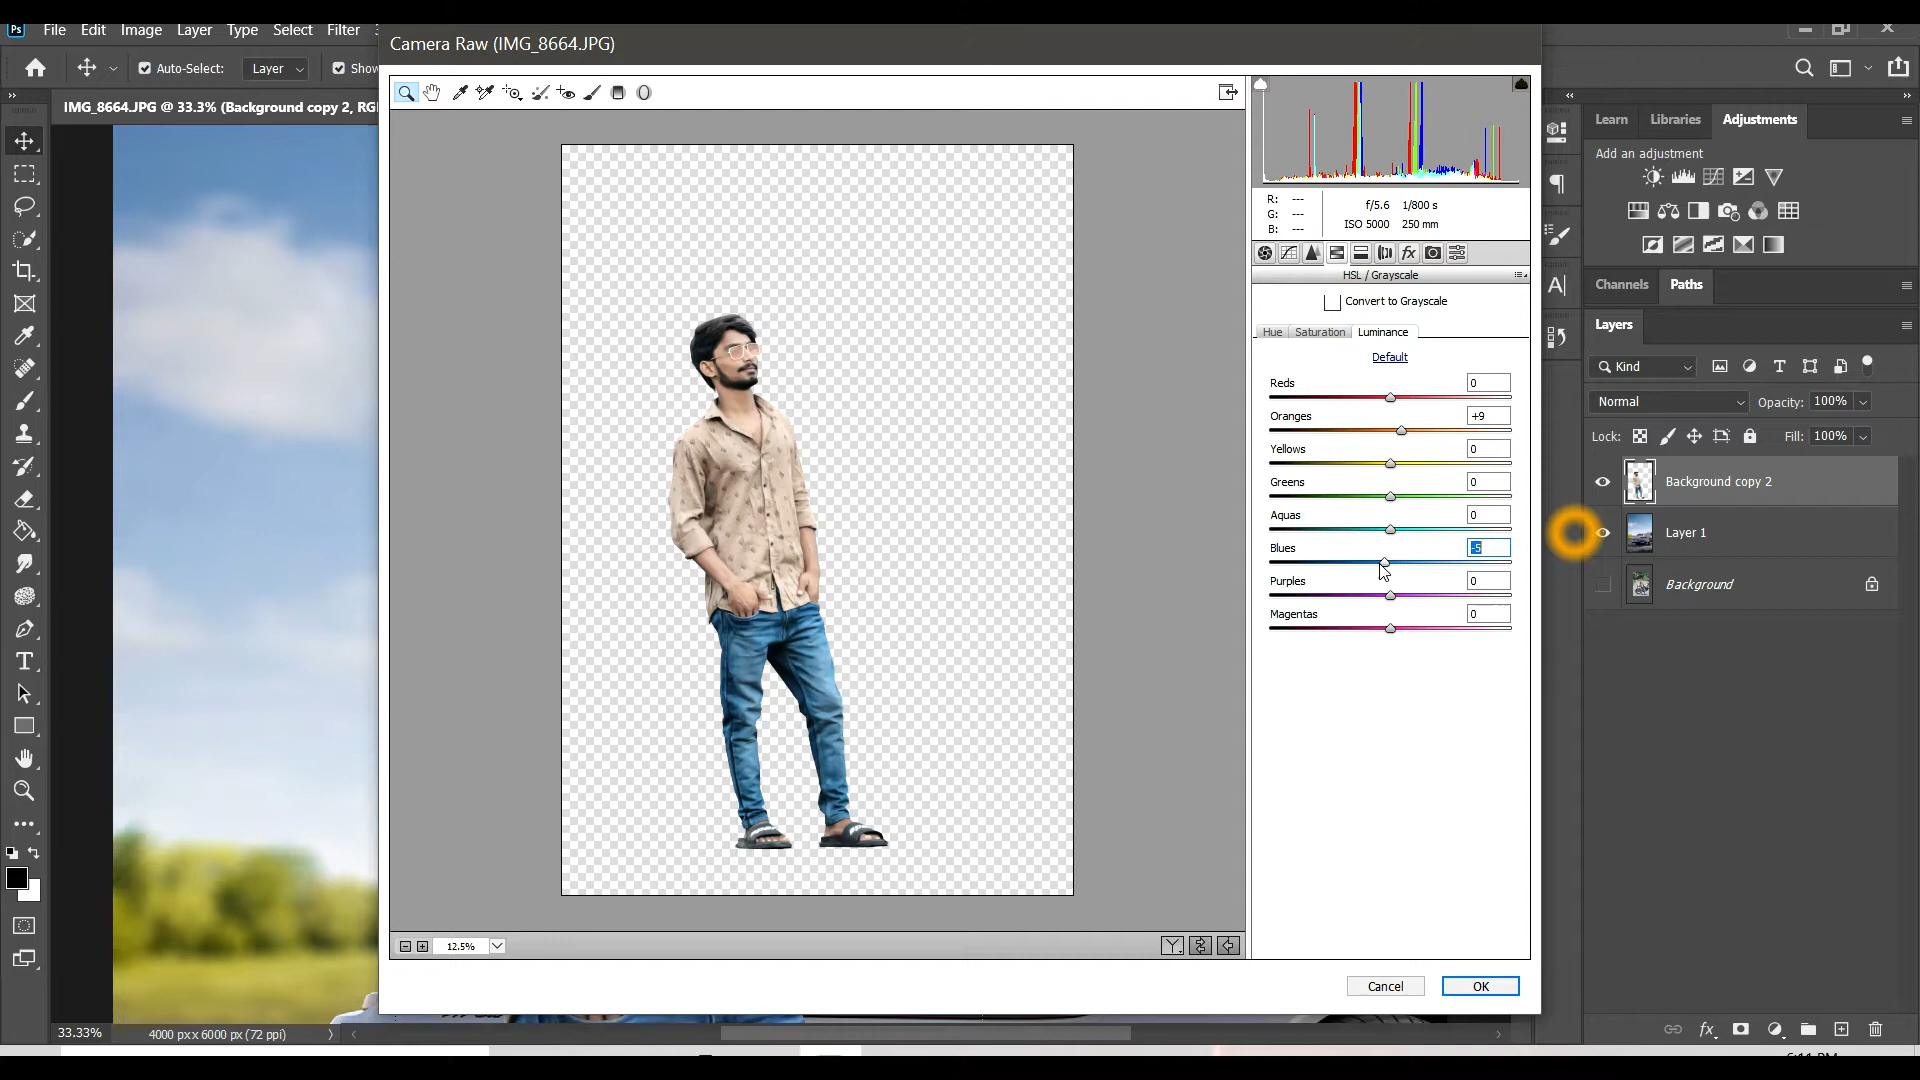 Ps File Edit Image Layer Type Select Filter
Camera Raw (IMG_8664.JPG)
Auto-Select: Layer Show
IMG_8664.JPG @ 33.3% (Background copy 2, RG
R: ---
G: ---
B: ---
f/5.6 1/800 s
ISO 5000 250 mm
fx
HSL / Grayscale
Convert to Grayscale
Hue Saturation Luminance
Default
Reds 0
Oranges +9
Yellows 0
Greens 0
Aquas 0
Blues -5
Purples 0
Magentas 0
12.5%
Y
Cancel OK
Learn Libraries Adjustments
Add an adjustment
Channels Paths
Layers
Kind
Normal Opacity: 100%
Lock: Fill: 100%
Background copy 2
Layer 1
Background
fx
33.33% 4000 px x 6000 px (72 ppi)